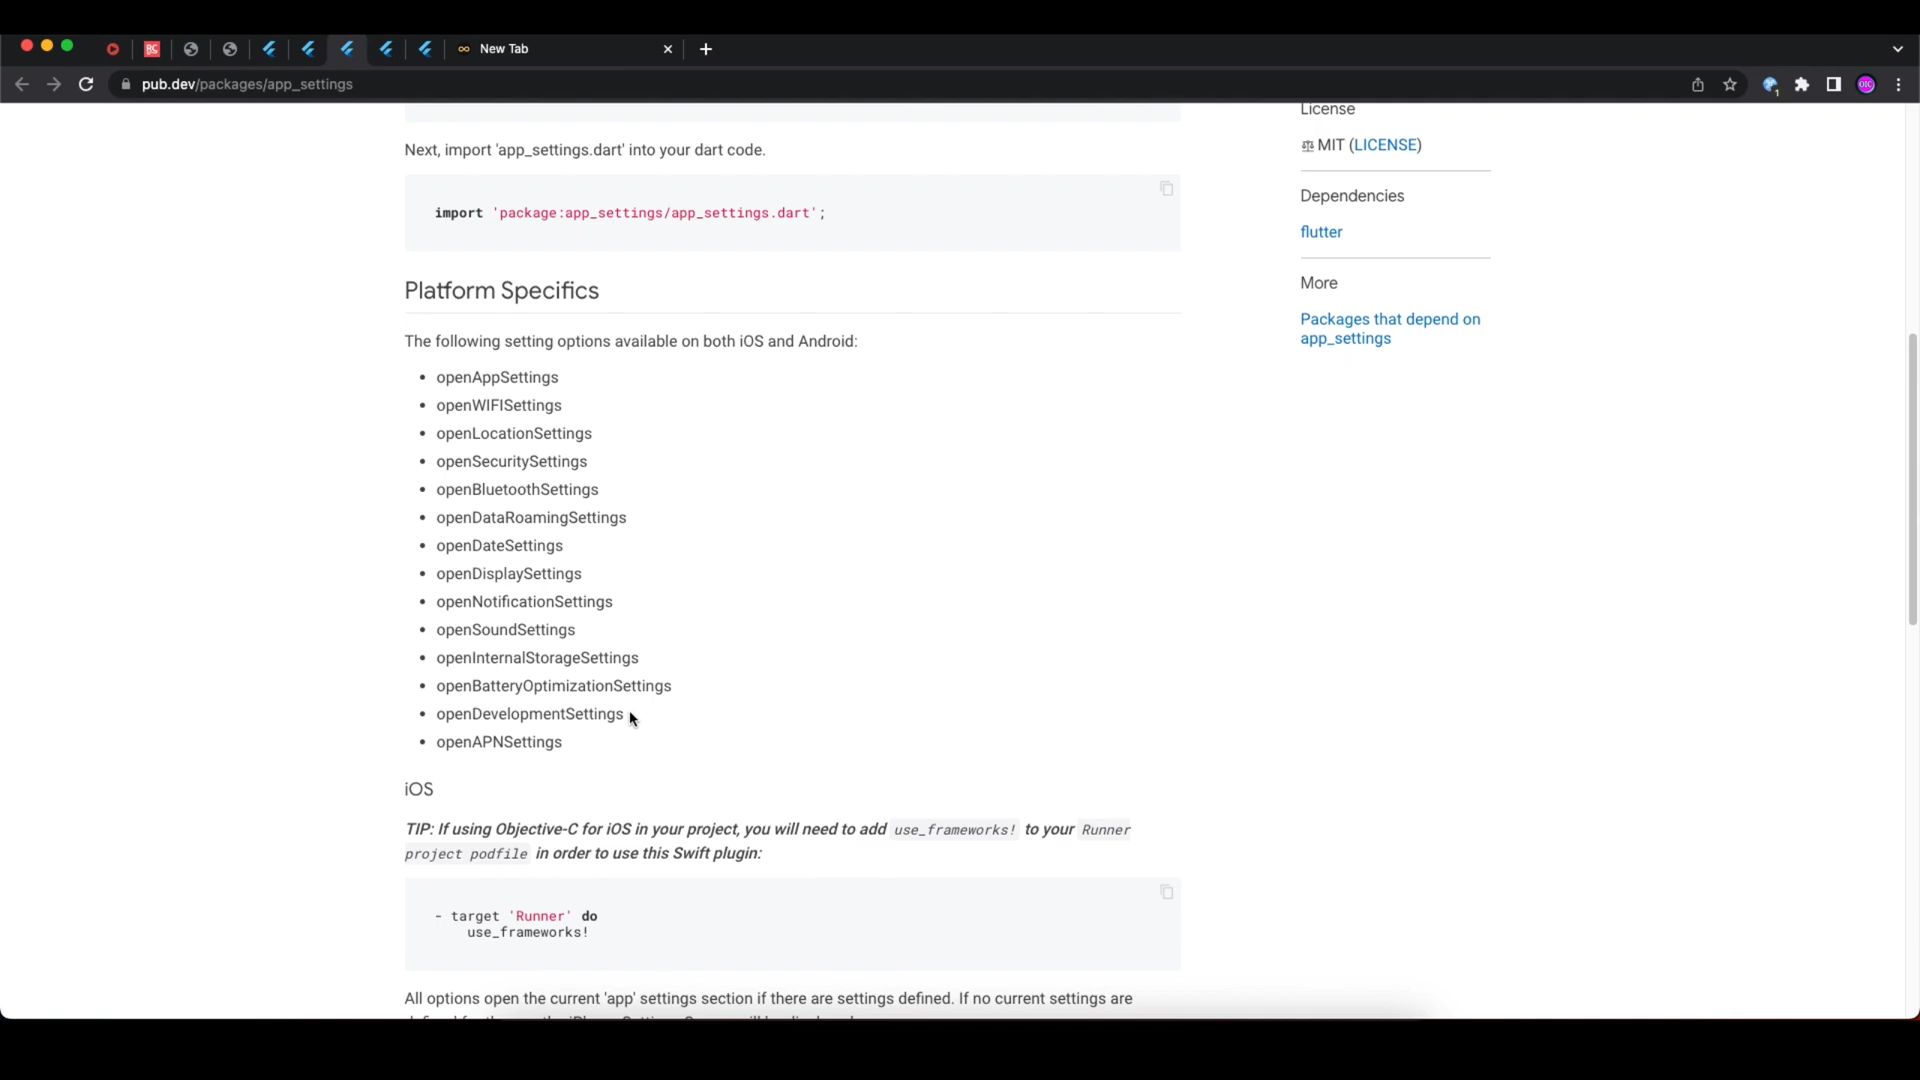 New Tab
pub.dev/packages/app_settings
Next, import 'app_settings.dart' into your dart code.
import 'package:app_settings/app_settings.dart';
Platform Specifics
The following setting options available on both iOS and Android:
• openAppSettings
• openWIFISettings
• openLocationSettings
• openSecuritySettings
• openBluetoothSettings
• openDataRoamingSettings
• openDateSettings
• openDisplaySettings
• openNotificationSettings
• openSoundSettings
• openInternalStorageSettings
• openBatteryOptimizationSettings
• openDevelopmentSettings
• openAPNSettings
iOS
TIP: If using Objective-C for iOS in your project, you will need to add use_frameworks! to your Runner
project podfile in order to use this Swift plugin:
- target 'Runner' do
use_frameworks!
All options open the current 'app' settings section if there are settings defined. If no current settings are
License
MIT (LICENSE)
Dependencies
flutter
More
Packages that depend on
app_settings